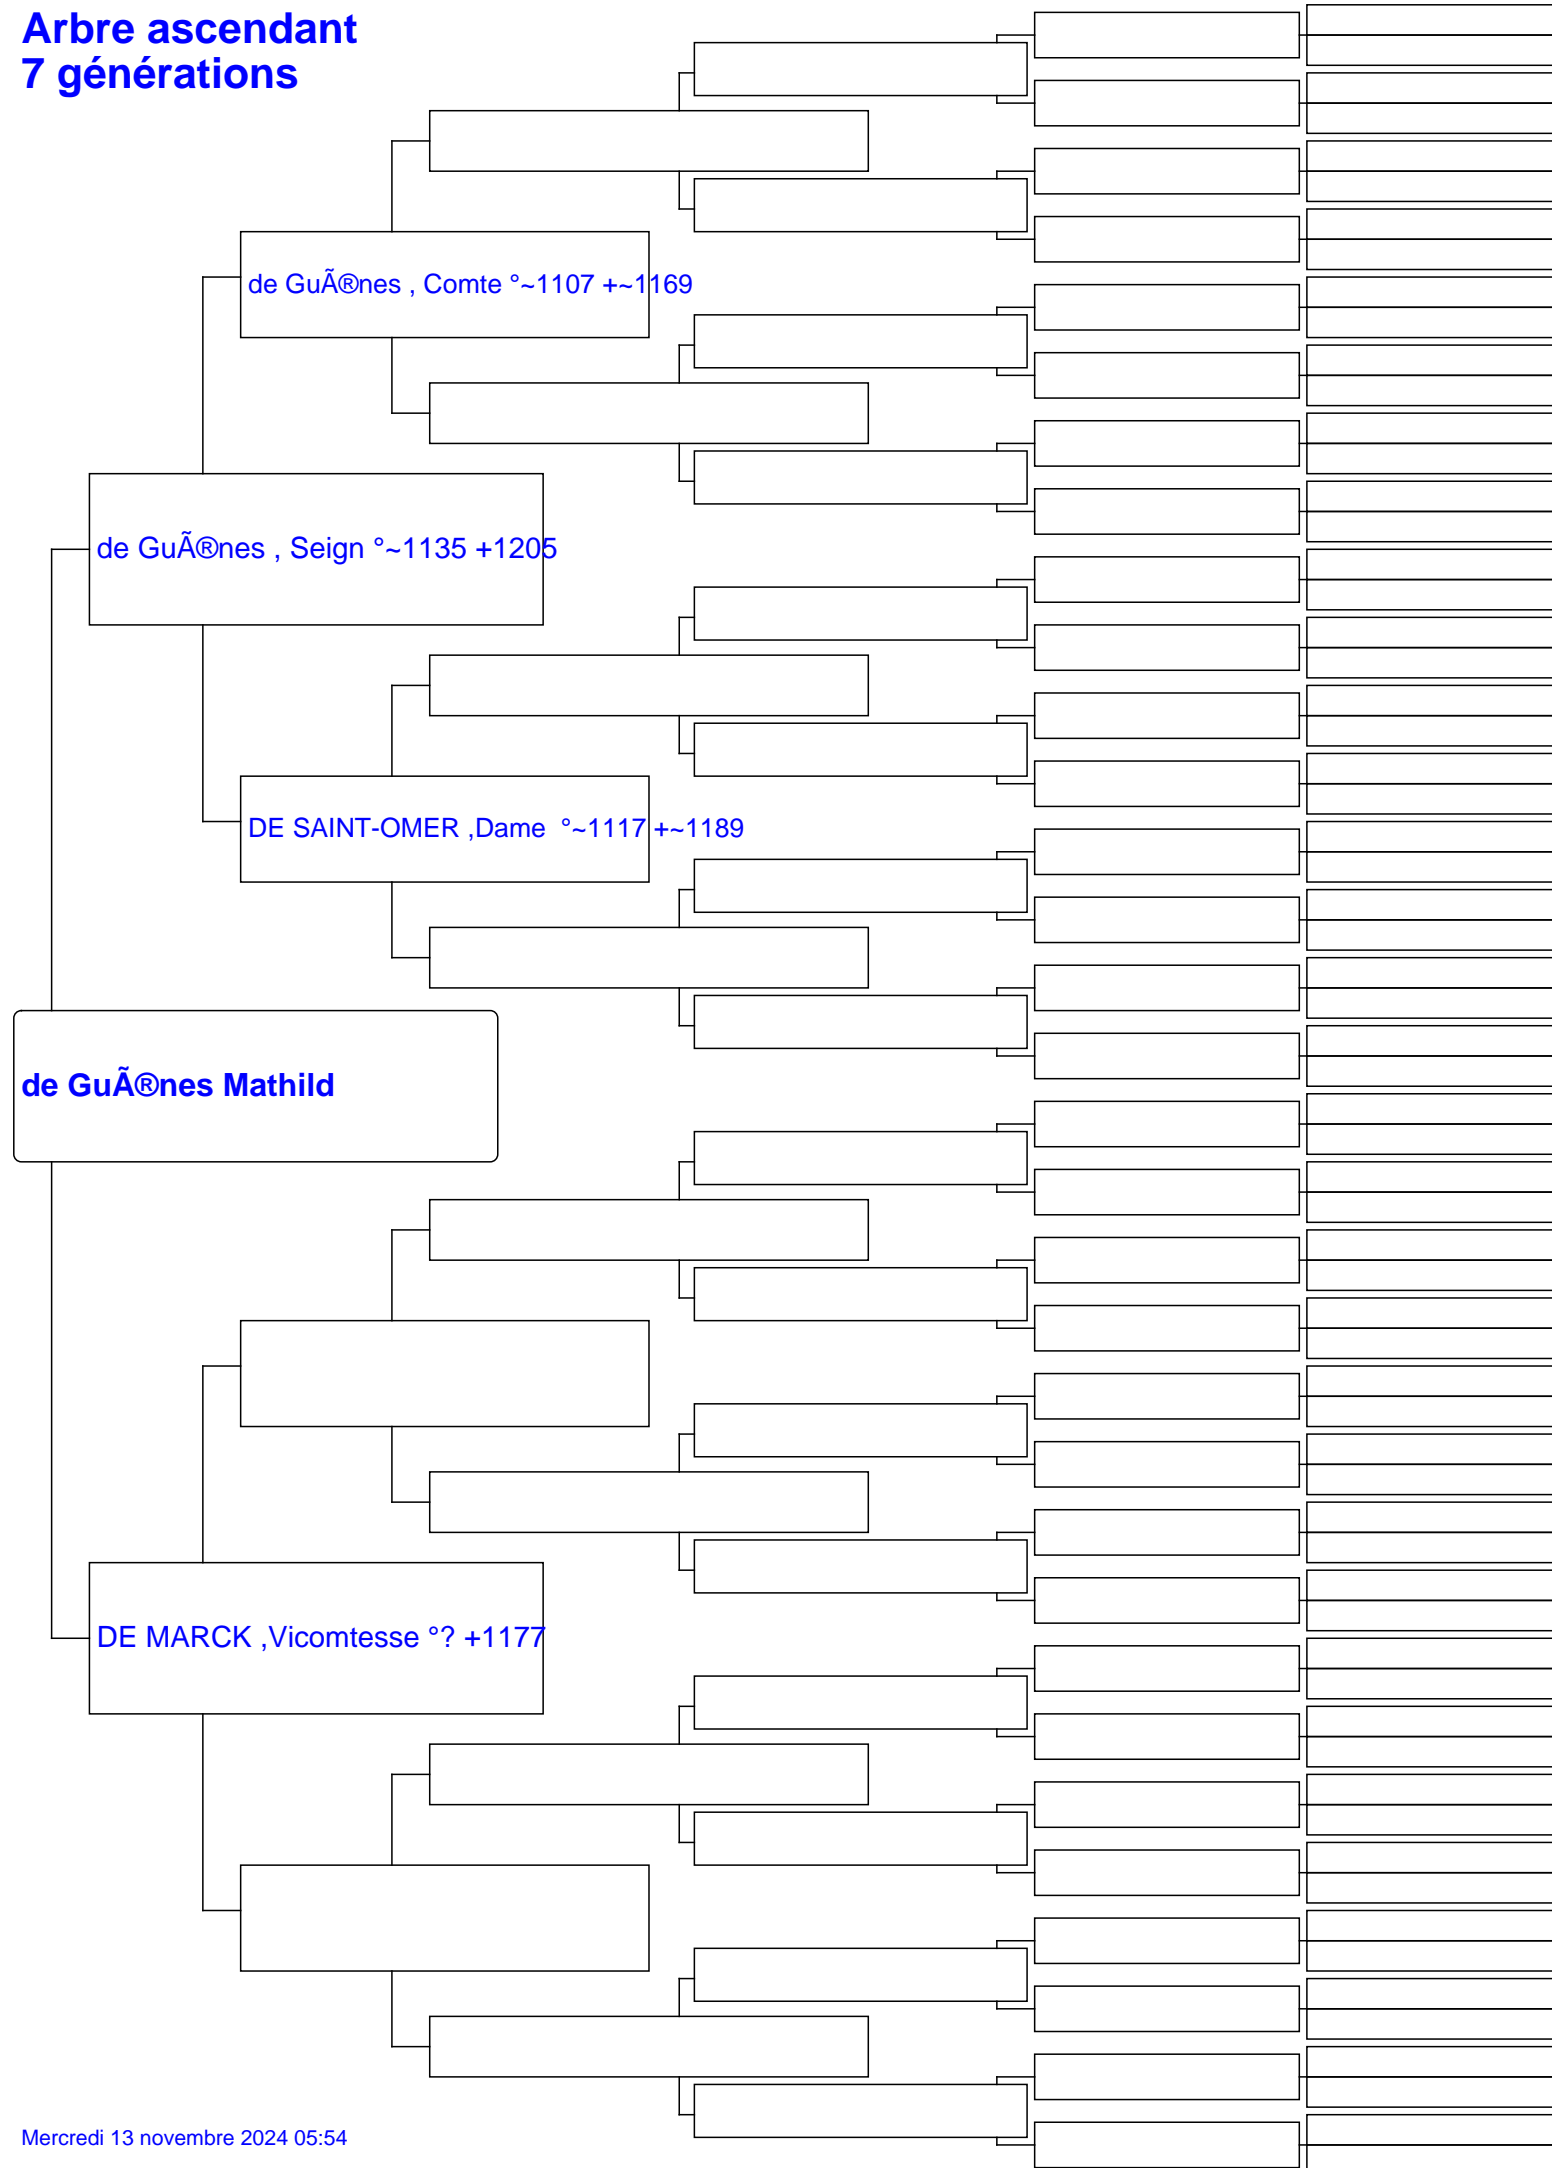 Arbre ascendant
7 générations
de GuÃ®nes , Comte °~1107 +~1169
de GuÃ®nes , Seign °~1135 +1205
DE SAINT-OMER ,Dame  °~1117 +~1189
de GuÃ®nes Mathild
DE MARCK ,Vicomtesse °? +1177
Mercredi 13 novembre 2024 05:54